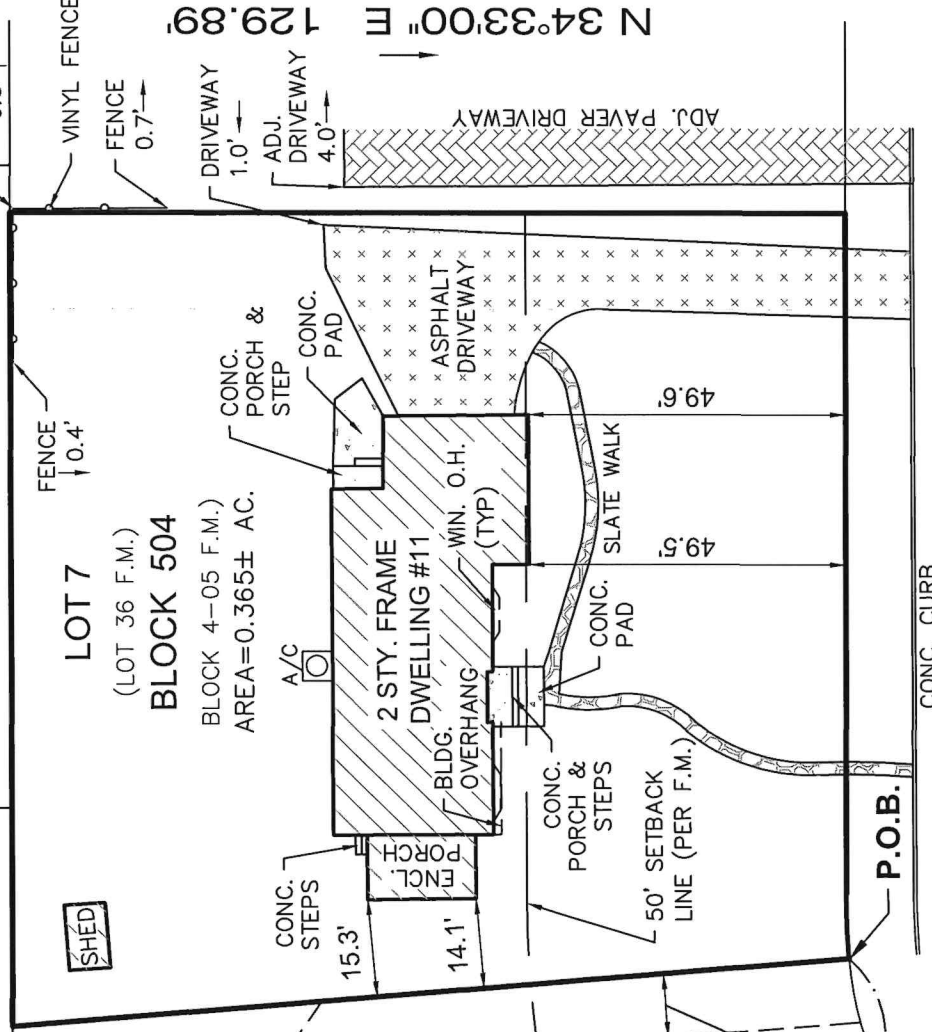 N 34°33'00" E 129.89'
VINYL FENCE
FENCE
0.7'
DRIVEWAY
1.0'
ADJ.
DRIVEWAY
4.0'
ADJ. PAVER DRIVEWAY
FENCE
0.4'
LOT 7
(LOT 36 F.M.)
BLOCK 504
BLOCK 4-05 F.M.)
AREA=0.365± AC.
CONC.
PORCH &
STEP
CONC.
PAD
ASPHALT
DRIVEWAY
A/C
2 STY. FRAME
DWELLING #11
WIN. O.H.
(TYP)
BLDG.
OVERHANG
ENCL.
PORCH
CONC.
STEPS
SHED
15.3'
14.1'
CONC.
PORCH &
STEPS
CONC.
PAD
SLATE WALK
49.6'
49.5'
50' SETBACK
LINE (PER F.M.)
P.O.B.
CONC. CURB